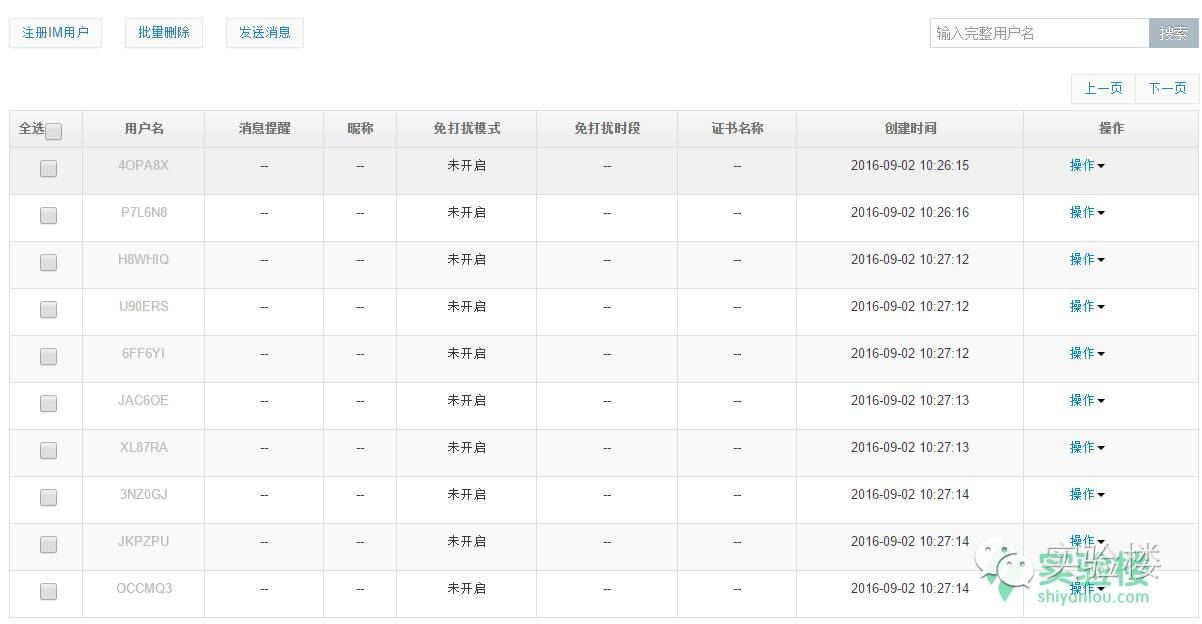 注册IM用户 批量删除 发送消息 输入完整用户名 搜索
上一页 下一页
全选 用户名 消息提醒 昵称 免打扰模式 免打扰时段 证书名称 创建时间 操作
4OPA8X -- -- 未开启 -- -- 2016-09-02 10:26:15 操作
P7L6N8 -- -- 未开启 -- -- 2016-09-02 10:26:16 操作
H8WHIQ -- -- 未开启 -- -- 2016-09-02 10:27:12 操作
U90ERS -- -- 未开启 -- -- 2016-09-02 10:27:12 操作
6FF6YI -- -- 未开启 -- -- 2016-09-02 10:27:12 操作
JAC6OE -- -- 未开启 -- -- 2016-09-02 10:27:13 操作
XL87RA -- -- 未开启 -- -- 2016-09-02 10:27:13 操作
3NZ0GJ -- -- 未开启 -- -- 2016-09-02 10:27:14 操作
JKPZPU -- -- 未开启 -- -- 2016-09-02 10:27:14 操作
实验楼
实验楼
OCCMQ3 -- -- 未开启 -- -- 2016-09-02 10:27:14 操作
shiyanlou.com